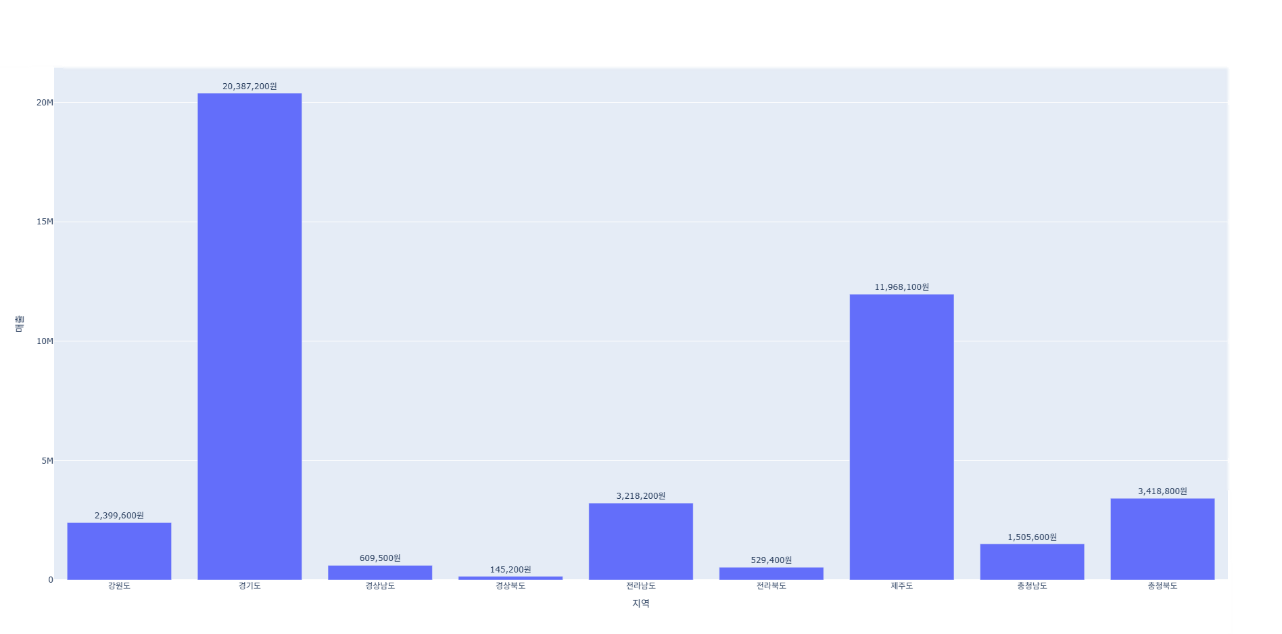 20,387,200원
20M
15M
11,968,100원
매출
10M
5M
3,418,800원
3,218,200원
2,399,600원
1,505,600원
609,500원
529,400원
145,200원
0
강원도 경기도 경상남도 경상북도 전라남도 전라북도 제주도 충청남도 충청북도
지역